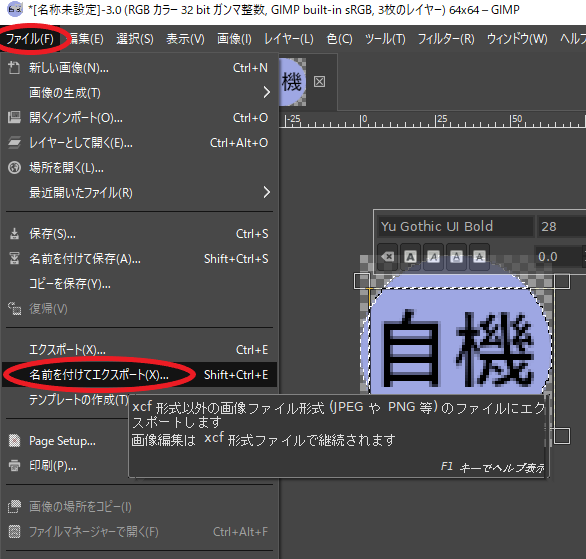 自機 *[名称未設定]-3.0 (RGB カラー 32 bit ガンマ整数, GIMP built-in sRGB, 3枚のレイヤー) 64x64 – GIMP
ファイル(F) 編集(E) 選択(S) 表示(V) 画像(I) レイヤー(L) 色(C) ツール(T) フィルター(R) ウィンドウ(W) ヘル
新しい画像(N)... Ctrl+N
画像の生成(T)
開く/インポート(O)... Ctrl+O
レイヤーとして開く(E)... Ctrl+Alt+O
場所を開く(L)...
最近開いたファイル(R)
保存(S)... Ctrl+S
名前を付けて保存(A)... Shift+Ctrl+S
コピーを保存(Y)...
復帰(V)
エクスポート(X)... Ctrl+E
名前を付けてエクスポート(X)... Shift+Ctrl+E
テンプレートの作成(T)
Page Setup...
印刷(P)...
画像の場所をコピー(I)
ファイルマネージャーで開く(F) Ctrl+Alt+F
xcf 形式以外の画像ファイル形式 (JPEG や PNG 等) のファイルにエク
スポートします
画像編集は xcf 形式ファイルで継続されます
F1 キーでヘルプ表示
機
-25 0 25 50
Yu Gothic UI Bold 28
A A A A 0.0
自機